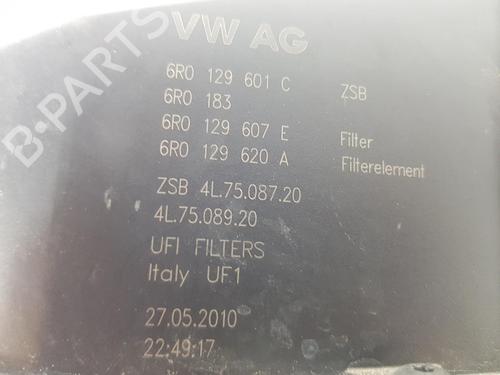 VW AG
6R0 129 601 C ZSB
6R0 183
6R0 129 607 E Filter
6R0 129 620 A Filterelement
ZSB 4L.75.087.20
4L.75.089.20
UFI FILTERS
Italy UF1
27.05.2010
22:49:17
B-PARTS